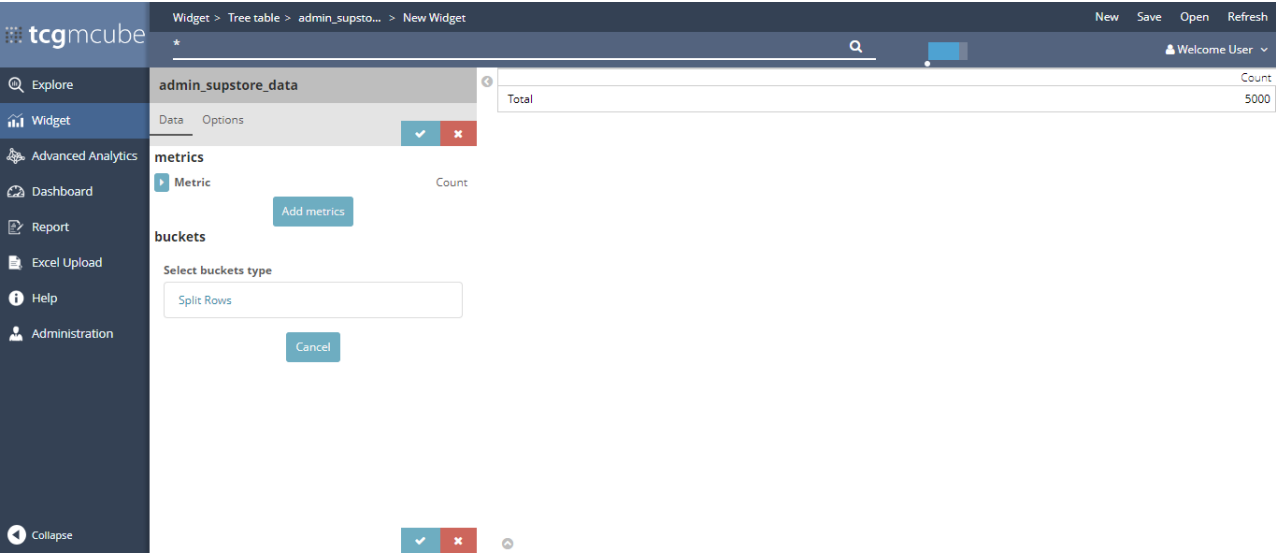 tcgmcube
Widget > Tree table > admin_supsto... > New Widget
New Save Open Refresh
*
Welcome User
Explore
Widget
Advanced Analytics
Dashboard
Report
Excel Upload
Help
Administration
Collapse
admin_supstore_data
Data Options
metrics
Metric Count
Add metrics
buckets
Select buckets type
Split Rows
Cancel
Count
Total 5000